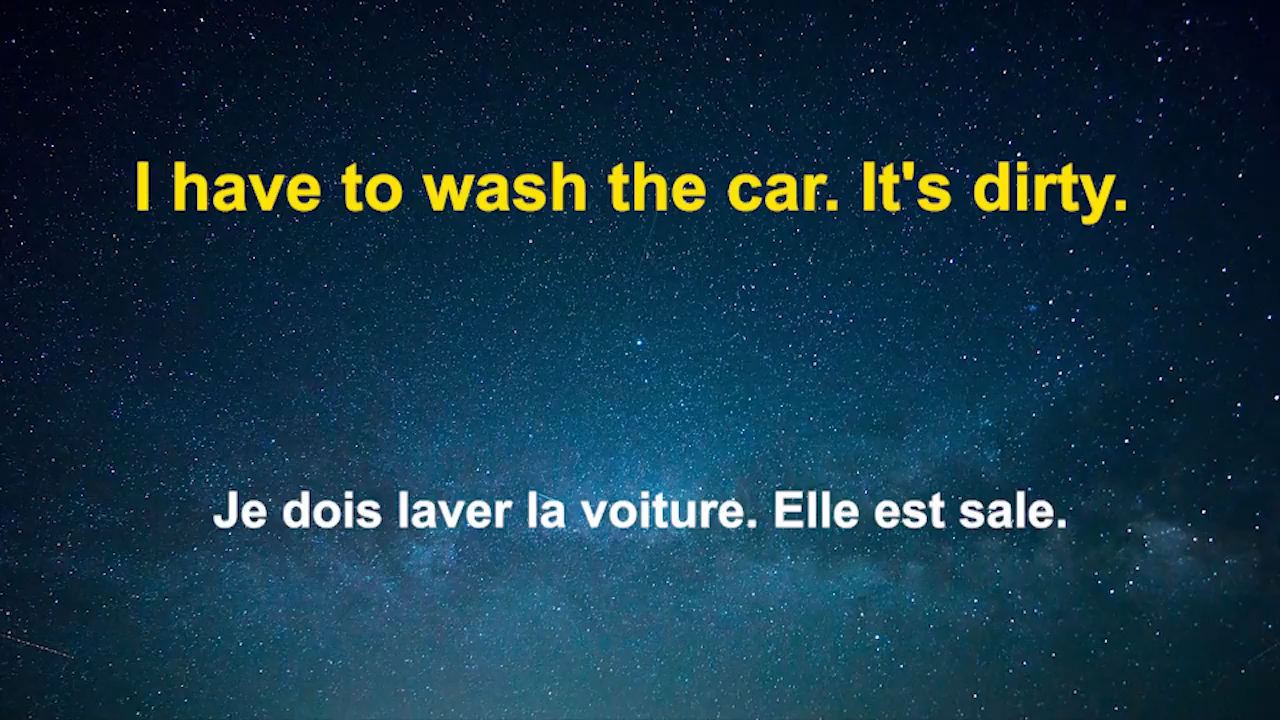 I have to wash the car. It's dirty.
Je dois laver la voiture. Elle est sale.